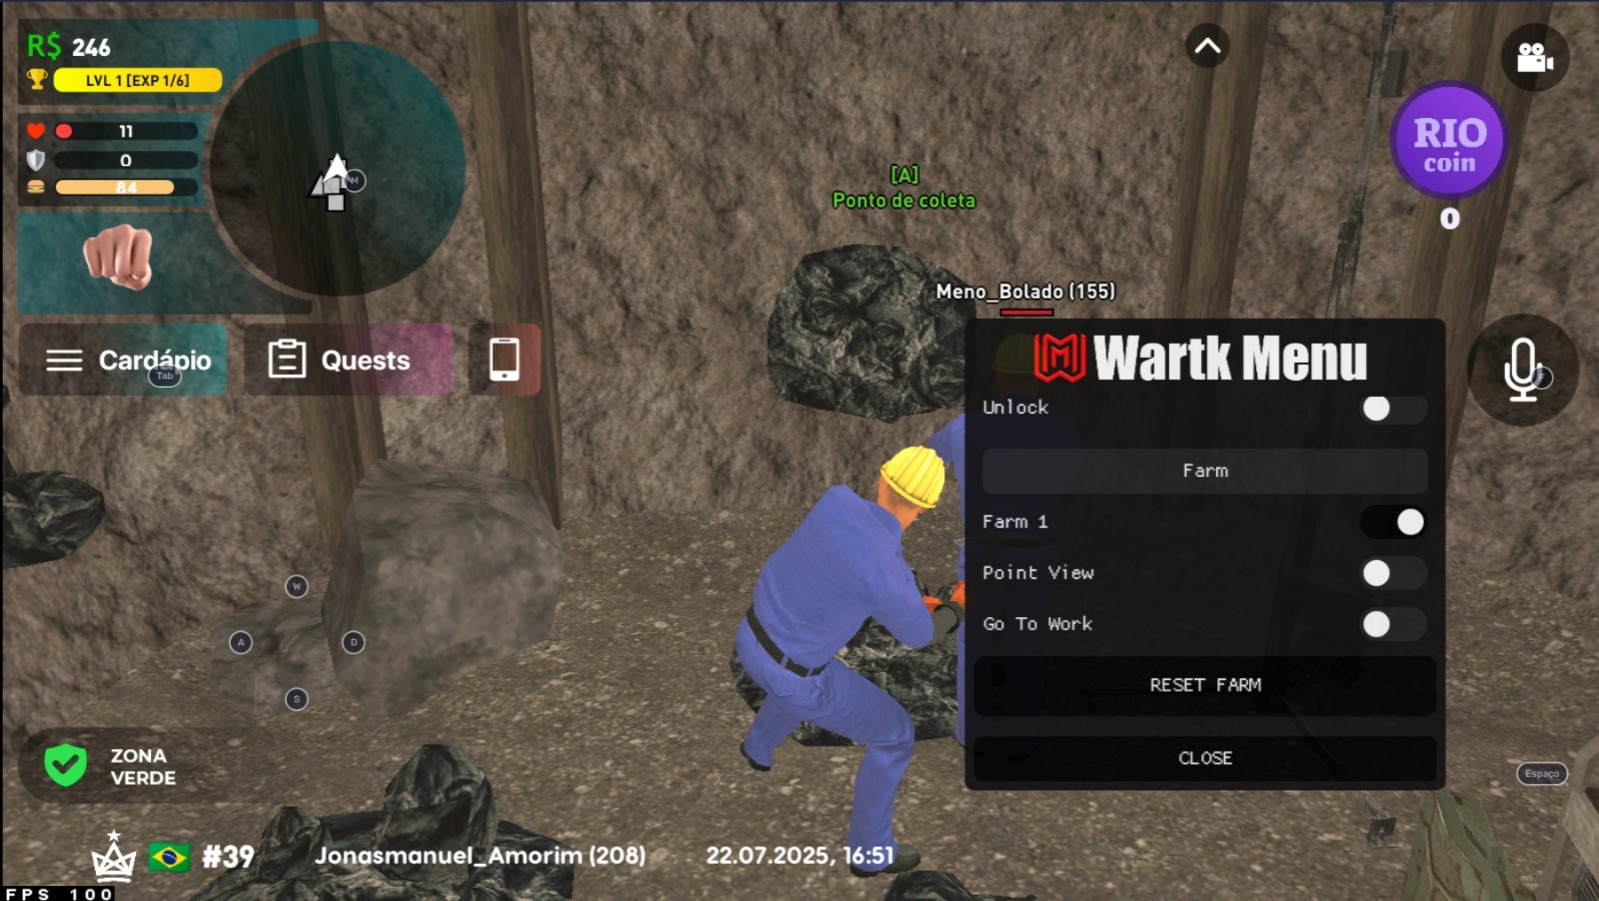 R$ 246
LVL 1 [EXP 1/6]
11
0
84
M
Cardápio
Tab
Quests
RIO
coin
0
[A]
Ponto de coleta
Meno_Bolado (155)
Wartk Menu
Unlock
Farm
Farm 1
Point View
Go To Work
RESET FARM
CLOSE
W
A
D
S
Espaço
ZONA
VERDE
#39
Jonasmanuel_Amorim (208)
22.07.2025, 16:51
FPS 100